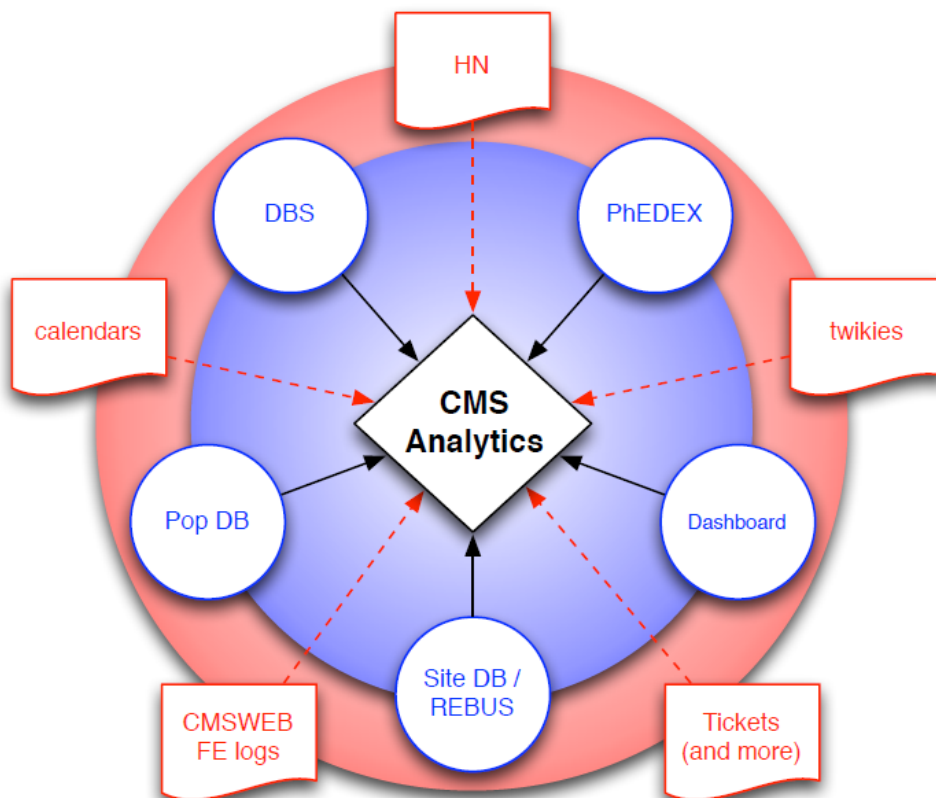 HN
DBS
PhEDEX
calendars
twikies
CMS
Analytics
Pop DB
Dashboard
Site DB /
REBUS
CMSWEB
FE logs
Tickets
(and more)